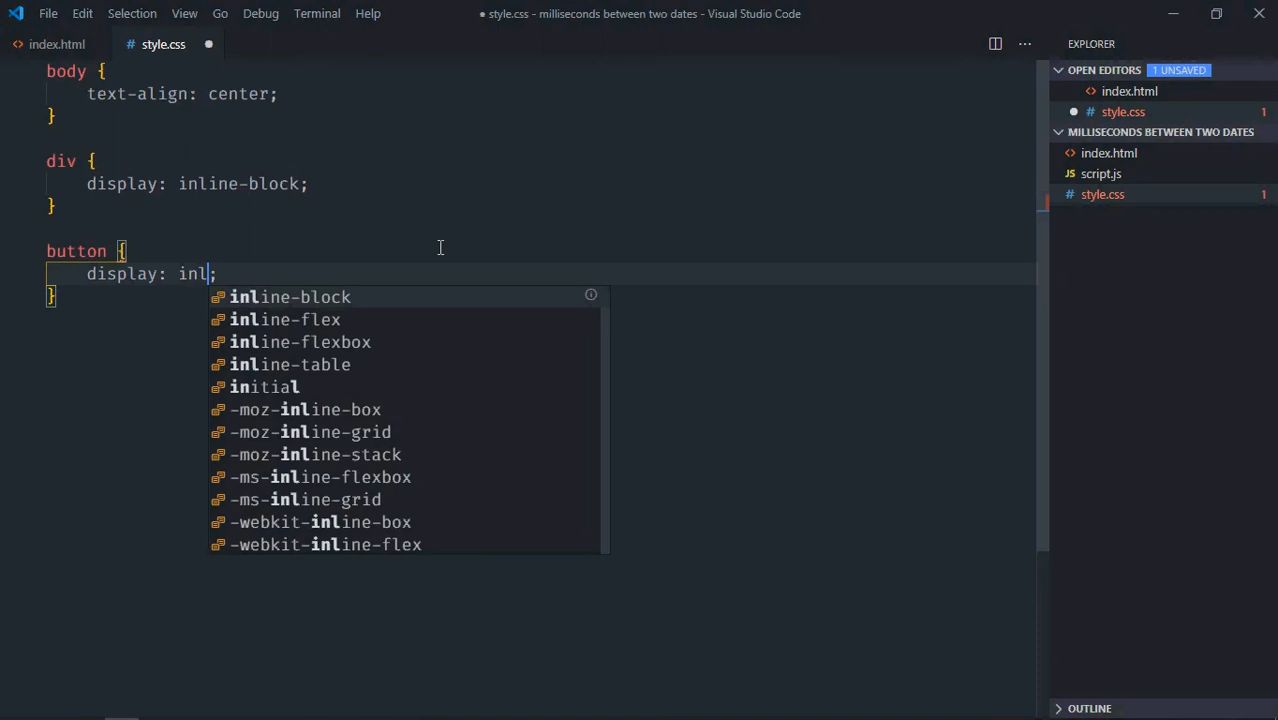 File Edit Selection View Go Debug Terminal Help ● style.css - milliseconds between two dates - Visual Studio Code
<> index.html # style.css ●
EXPLORER
OPEN EDITORS 1 UNSAVED
<> index.html
● # style.css 1
MILLISECONDS BETWEEN TWO DATES
<> index.html
JS script.js
# style.css 1
OUTLINE
body {
text-align: center;
}
div {
display: inline-block;
}
button {
display: inl;
}
inline-block
inline-flex
inline-flexbox
inline-table
initial
-moz-inline-box
-moz-inline-grid
-moz-inline-stack
-ms-inline-flexbox
-ms-inline-grid
-webkit-inline-box
-webkit-inline-flex